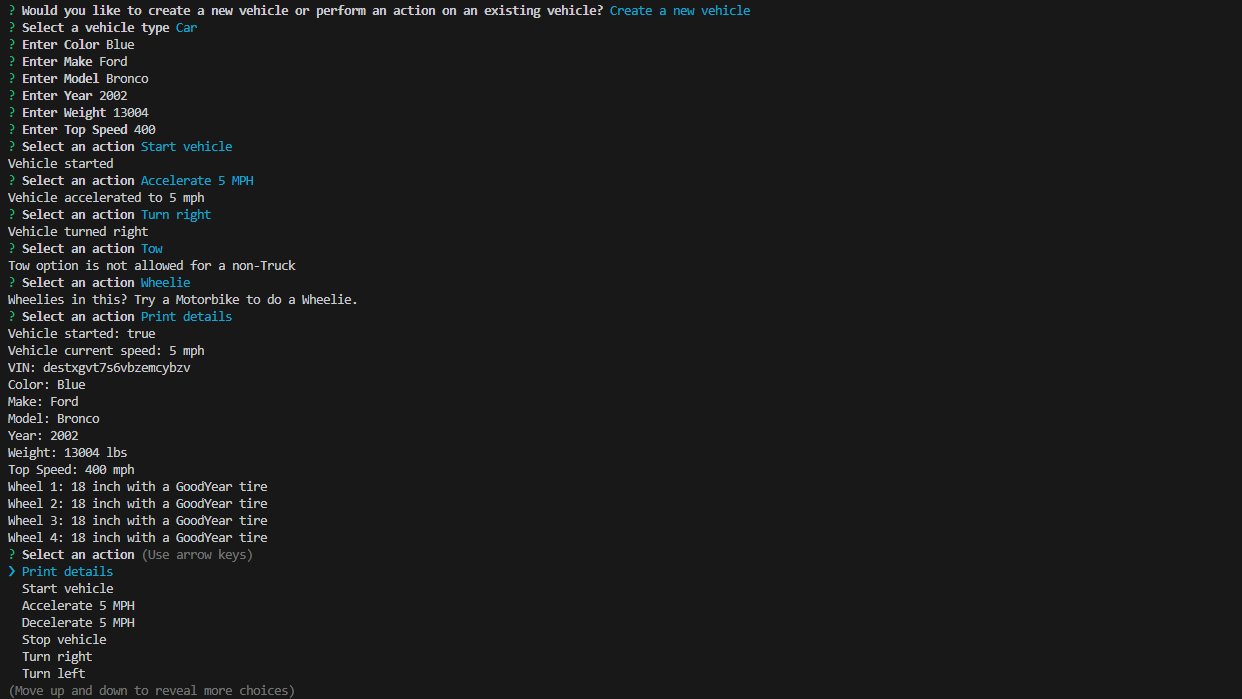 ? Would you like to create a new vehicle or perform an action on an existing vehicle? Create a new vehicle
? Select a vehicle type Car
? Enter Color Blue
? Enter Make Ford
? Enter Model Bronco
? Enter Year 2002
? Enter Weight 13004
? Enter Top Speed 400
? Select an action Start vehicle
Vehicle started
? Select an action Accelerate 5 MPH
Vehicle accelerated to 5 mph
? Select an action Turn right
Vehicle turned right
? Select an action Tow
Tow option is not allowed for a non-Truck
? Select an action Wheelie
Wheelies in this? Try a Motorbike to do a Wheelie.
? Select an action Print details
Vehicle started: true
Vehicle current speed: 5 mph
VIN: destxgvt7s6vbzemcybzv
Color: Blue
Make: Ford
Model: Bronco
Year: 2002
Weight: 13004 lbs
Top Speed: 400 mph
Wheel 1: 18 inch with a GoodYear tire
Wheel 2: 18 inch with a GoodYear tire
Wheel 3: 18 inch with a GoodYear tire
Wheel 4: 18 inch with a GoodYear tire
? Select an action (Use arrow keys)
❯ Print details
Start vehicle
Accelerate 5 MPH
Decelerate 5 MPH
Stop vehicle
Turn right
Turn left
(Move up and down to reveal more choices)